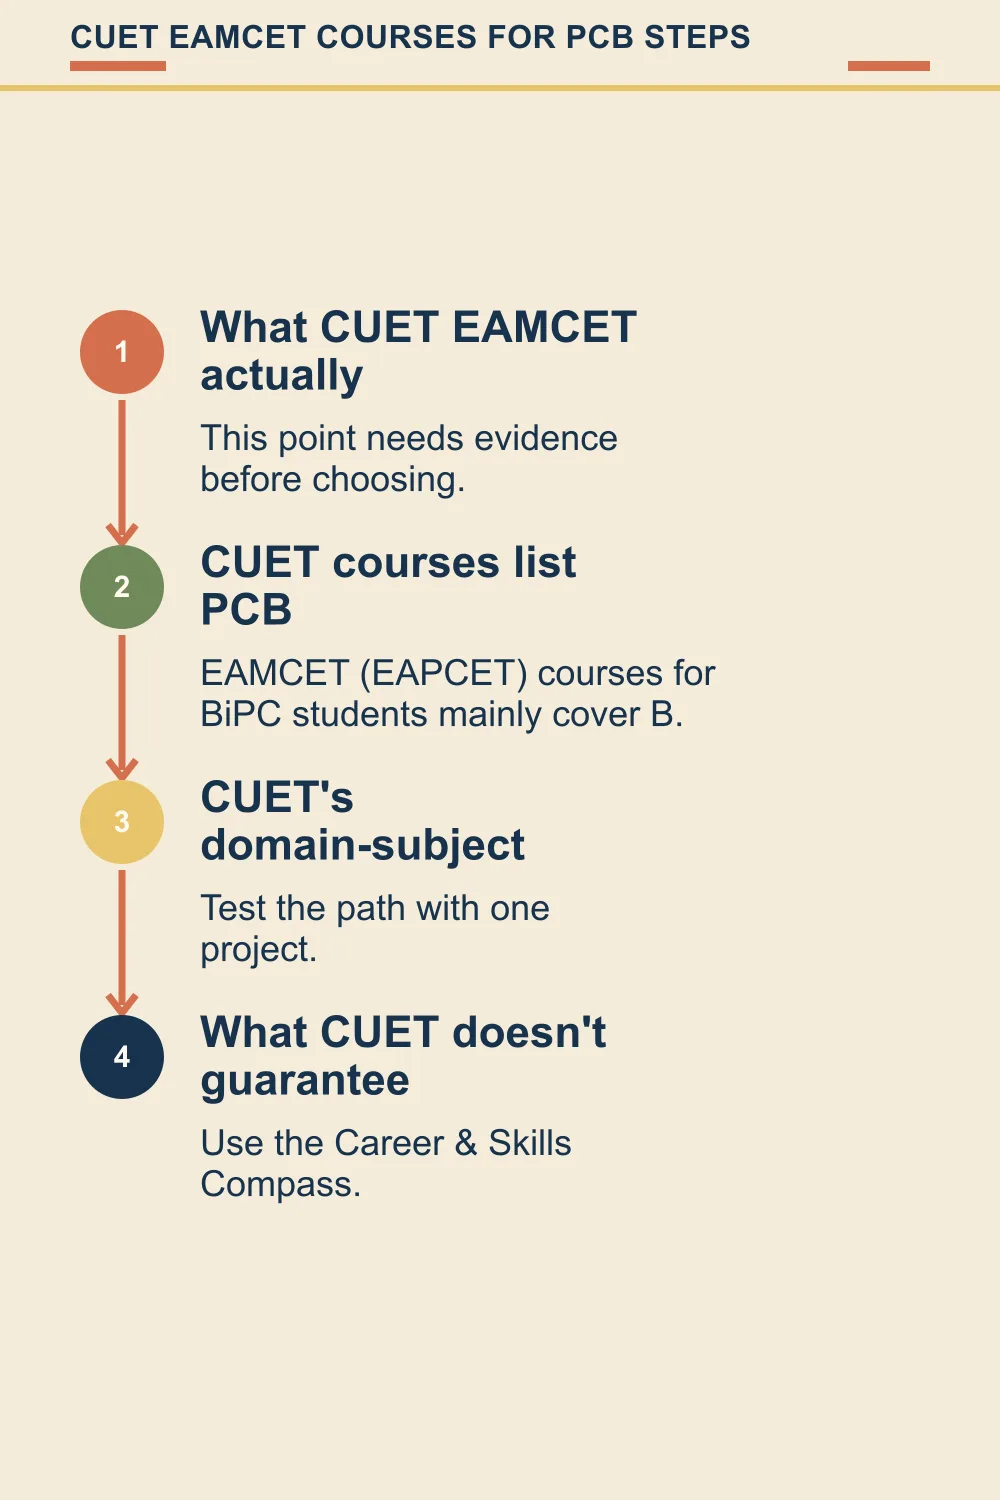 CUET EAMCET COURSES FOR PCB STEPS
1
What CUET EAMCET
actually
This point needs evidence
before choosing.
2
CUET courses list
PCB
EAMCET (EAPCET) courses for
BiPC students mainly cover B.
3
CUET's
domain-subject
Test the path with one
project.
4
What CUET doesn't
guarantee
Use the Career & Skills
Compass.